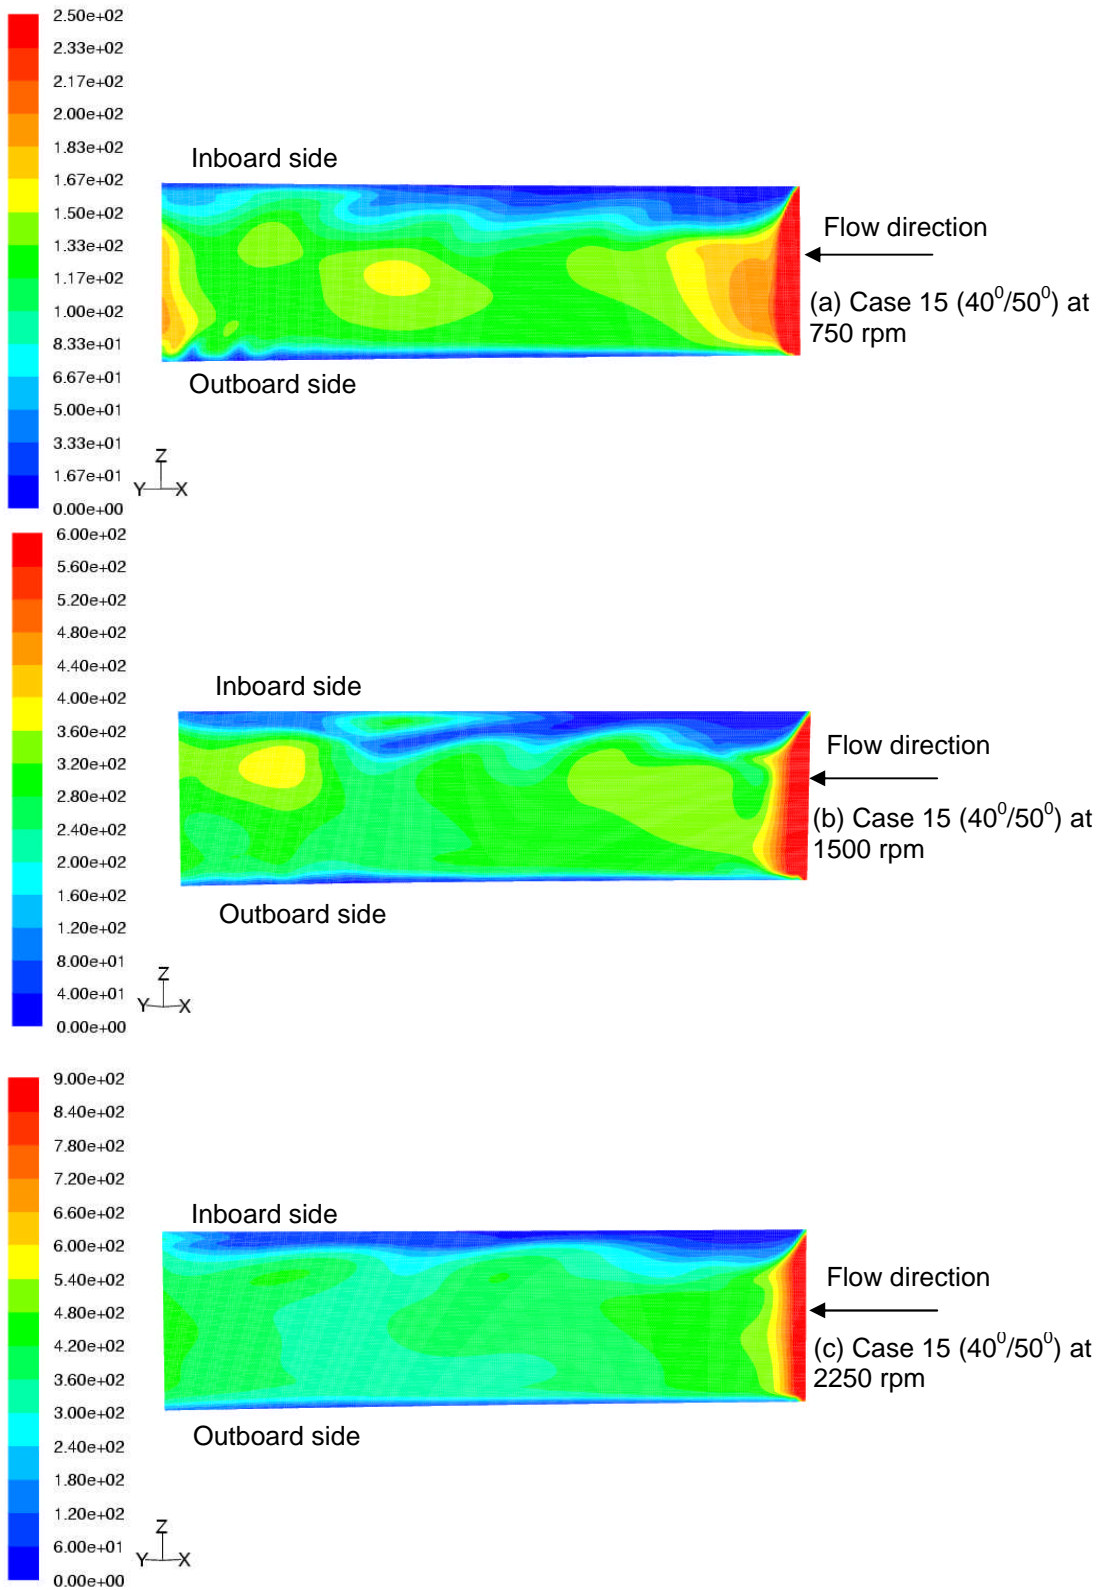 2.50e+02
2.33e+02
2.17e+02
2.00e+02
1.83e+02
1.67e+02
1.50e+02
1.33e+02
1.17e+02
1.00e+02
8.33e+01
6.67e+01
5.00e+01
3.33e+01
1.67e+01
0.00e+00
Inboard side
Flow direction
(a) Case 15 (40⁰/50⁰) at
750 rpm
Outboard side
Z
Y X
6.00e+02
5.60e+02
5.20e+02
4.80e+02
4.40e+02
4.00e+02
3.60e+02
3.20e+02
2.80e+02
2.40e+02
2.00e+02
1.60e+02
1.20e+02
8.00e+01
4.00e+01
0.00e+00
Inboard side
Flow direction
(b) Case 15 (40⁰/50⁰) at
1500 rpm
Outboard side
Z
Y X
9.00e+02
8.40e+02
7.80e+02
7.20e+02
6.60e+02
6.00e+02
5.40e+02
4.80e+02
4.20e+02
3.60e+02
3.00e+02
2.40e+02
1.80e+02
1.20e+02
6.00e+01
0.00e+00
Inboard side
Flow direction
(c) Case 15 (40⁰/50⁰) at
2250 rpm
Outboard side
Z
Y X